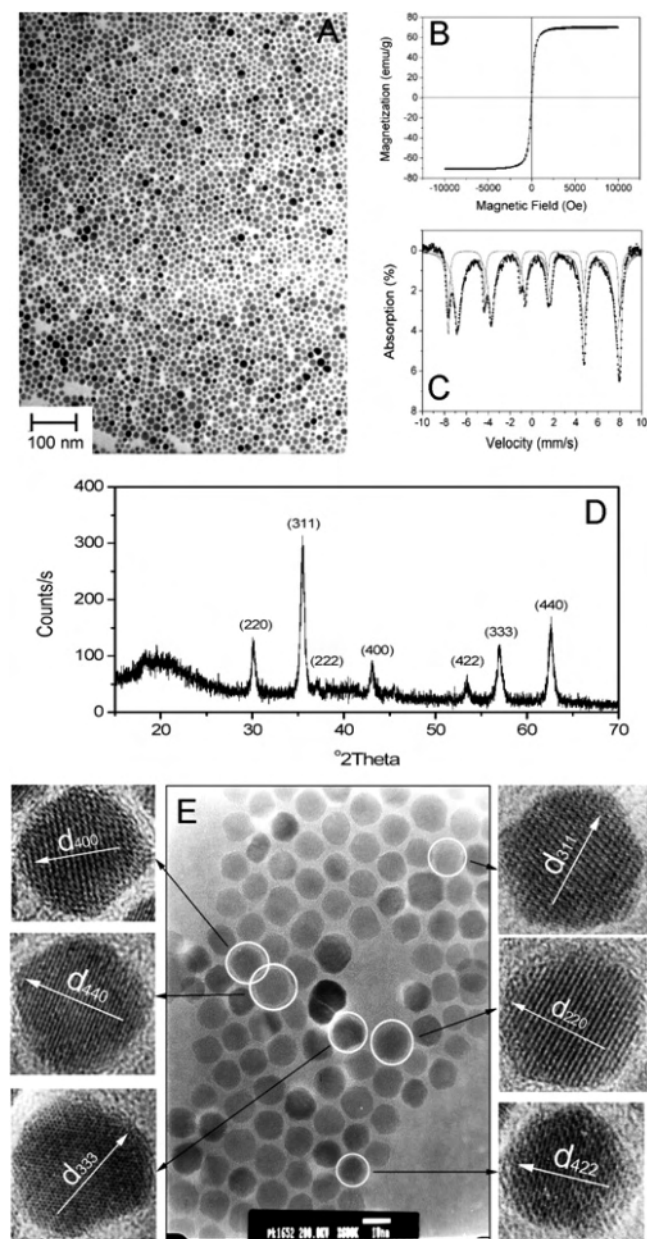 A
100 nm
B
Magnetization (emu/g)
80
60
40
20
0
-20
-40
-60
-80
-10000 -5000 0 5000 10000
Magnetic Field (Oe)
C
Absorption (%)
0
2
4
6
8
-10 -8 -6 -4 -2 0 2 4 6 8 10
Velocity (mm/s)
D
Counts/s
400
300
200
100
0
(220)
(311)
(222)
(400)
(422)
(333)
(440)
20 30 40 50 60 70
°2Theta
E
d400
d440
d333
d311
d220
d422
10nm